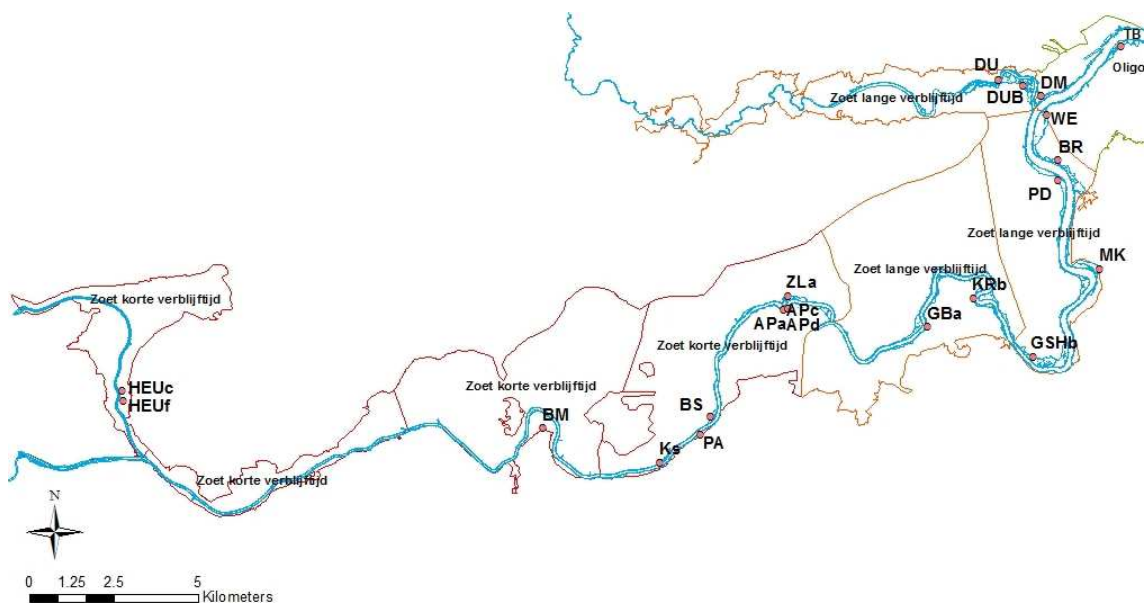 TB
Oligo
DU
DUB
DM
Zoet lange verblijftijd
WE
BR
PD
Zoet lange verblijftijd
MK
Zoet lange verblijftijd
KRb
GBa
GSHb
ZLa
APc
APa
APd
Zoet korte verblijftijd
Zoet korte verblijftijd
HEUc
HEUf
Zoet korte verblijftijd
BM
BS
PA
Ks
Zoet korte verblijftijd
N
0 1.25 2.5 5
Kilometers